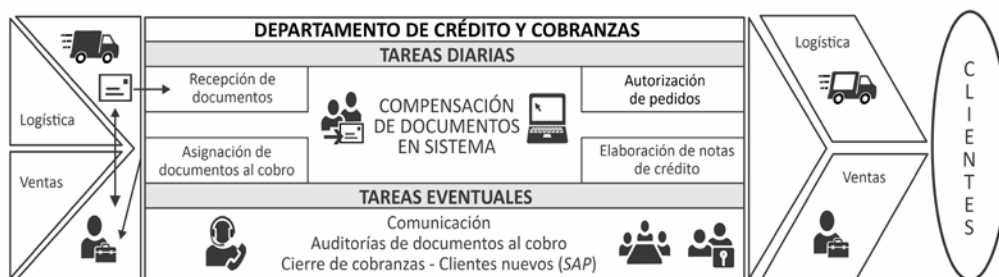 DEPARTAMENTO DE CRÉDITO Y COBRANZAS
TAREAS DIARIAS
Logística
Ventas
Recepción de
documentos
Asignación de
documentos al cobro
COMPENSACIÓN
DE DOCUMENTOS
EN SISTEMA
Autorización
de pedidos
Elaboración de notas
de crédito
TAREAS EVENTUALES
Comunicación
Auditorías de documentos al cobro
Cierre de cobranzas - Clientes nuevos (SAP)
Logística
Ventas
CLIENTES